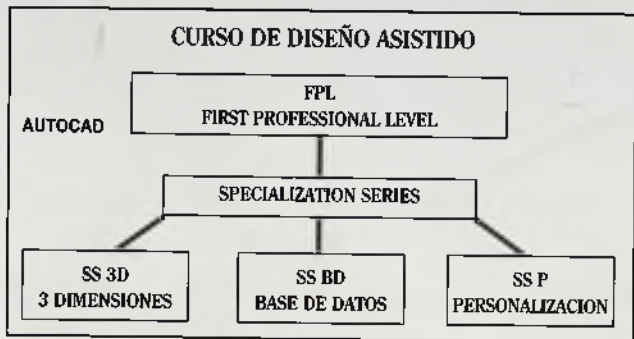 CURSO DE DISEÑO ASISTIDO
FPL
FIRST PROFESSIONAL LEVEL
AUTOCAD
SPECIALIZATION SERIES
SS 3D
3 DIMENSIONES
SS BD
BASE DE DATOS
SS P
PERSONALIZACION